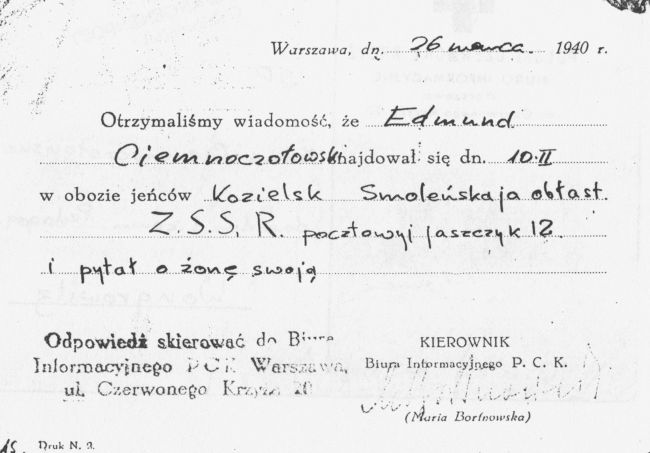 Warszawa, dn. 26 marca 1940 r.
Otrzymaliśmy wiadomość, że Edmund
Ciemnoczołowski znajdował się dn. 10.II
w obozie jeńców Kozielsk Smoleńskaja obłast.
Z.S.S.R. pocztowyj jaszczyk 12
i pytał o żonę swoją
Odpowiedź skierować do Biura
Informacyjnego PCK Warszawa,
ul. Czerwonego Krzyża 20
KIEROWNIK
Biura Informacyjnego P. C. K.
(Maria Bortnowska)
15. Druk N. 3.